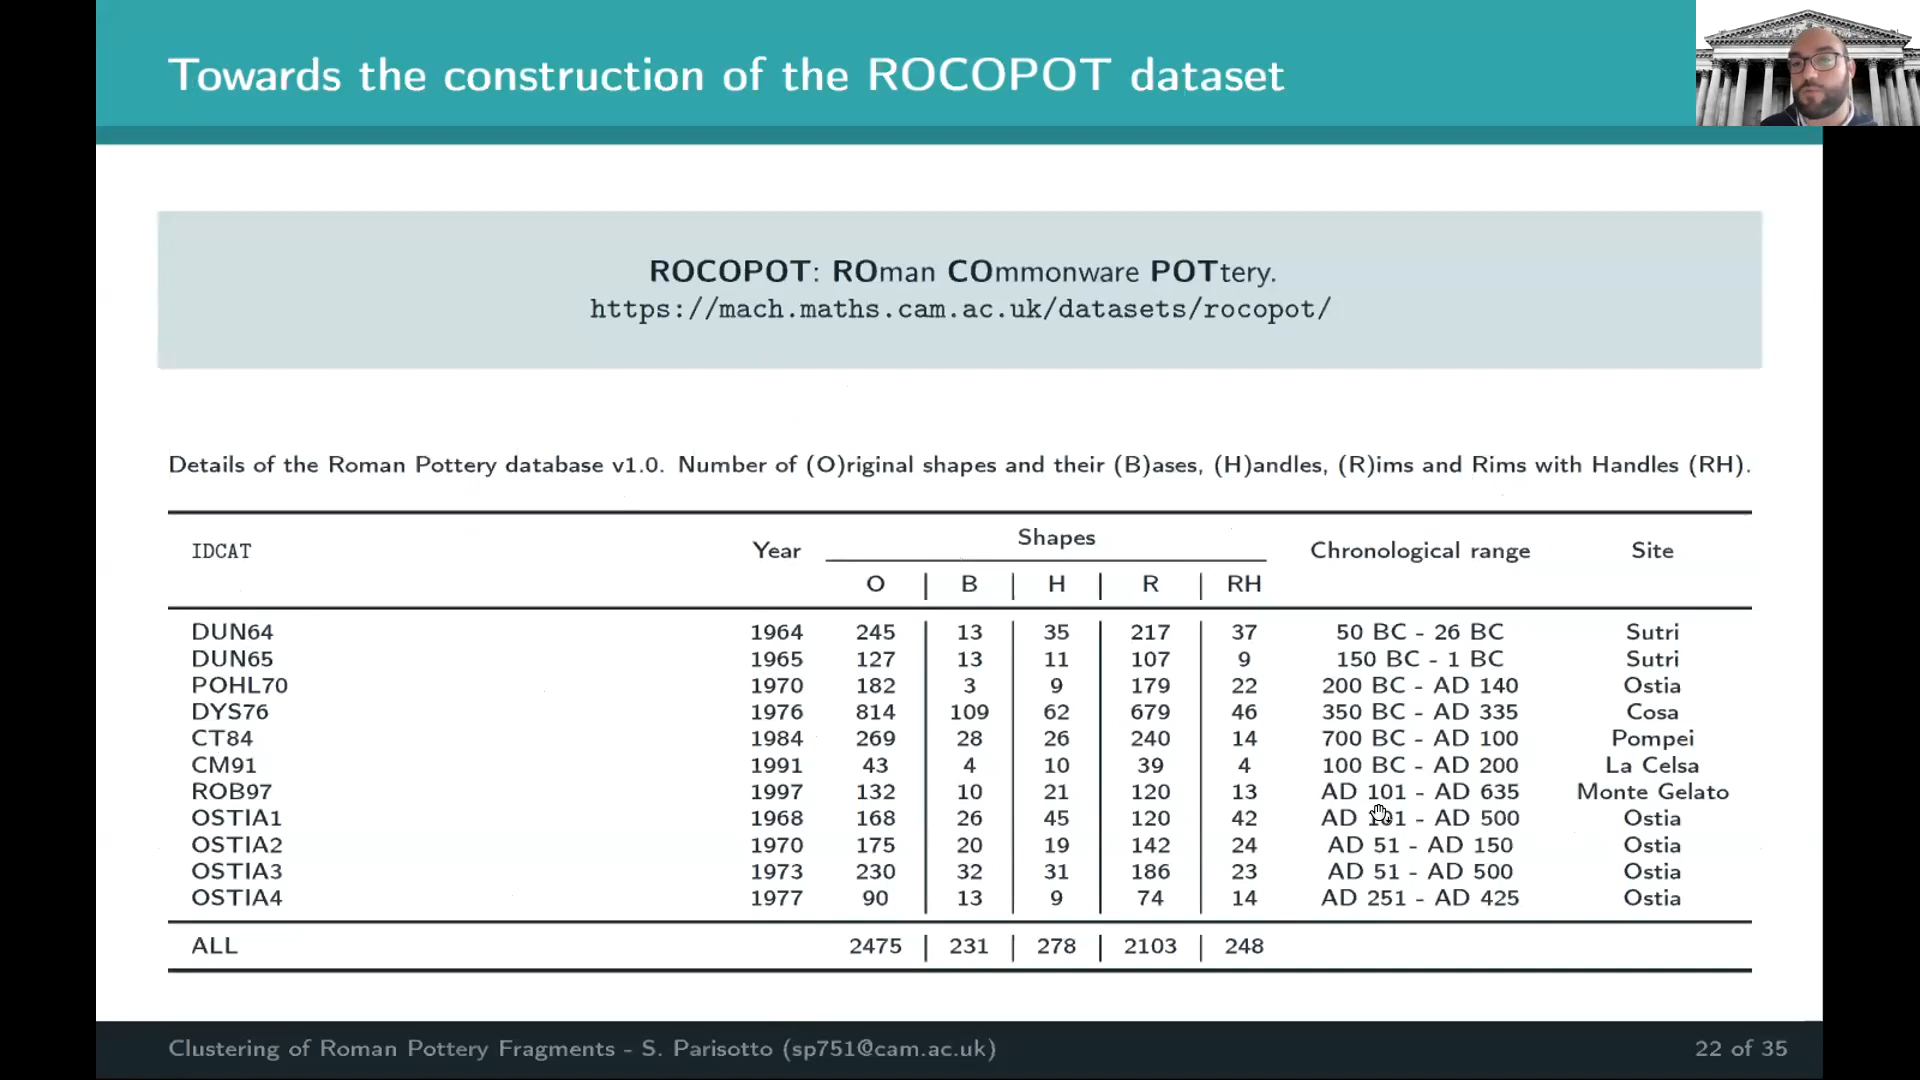 Towards the construction of the ROCOPOT dataset
ROCOPOT: ROman COmmonware POTtery.
https://mach.maths.cam.ac.uk/datasets/rocopot/
Details of the Roman Pottery database v1.0. Number of (O)riginal shapes and their (B)ases, (H)andles, (R)ims and Rims with Handles (RH).
IDCAT Year Shapes Chronological range Site
O B H R RH
DUN64 1964 245 13 35 217 37 50 BC - 26 BC Sutri
DUN65 1965 127 13 11 107 9 150 BC - 1 BC Sutri
POHL70 1970 182 3 9 179 22 200 BC - AD 140 Ostia
DYS76 1976 814 109 62 679 46 350 BC - AD 335 Cosa
CT84 1984 269 28 26 240 14 700 BC - AD 100 Pompei
CM91 1991 43 4 10 39 4 100 BC - AD 200 La Celsa
ROB97 1997 132 10 21 120 13 AD 101 - AD 635 Monte Gelato
OSTIA1 1968 168 26 45 120 42 AD 101 - AD 500 Ostia
OSTIA2 1970 175 20 19 142 24 AD 51 - AD 150 Ostia
OSTIA3 1973 230 32 31 186 23 AD 51 - AD 500 Ostia
OSTIA4 1977 90 13 9 74 14 AD 251 - AD 425 Ostia
ALL 2475 231 278 2103 248
Clustering of Roman Pottery Fragments - S. Parisotto (sp751@cam.ac.uk) 22 of 35